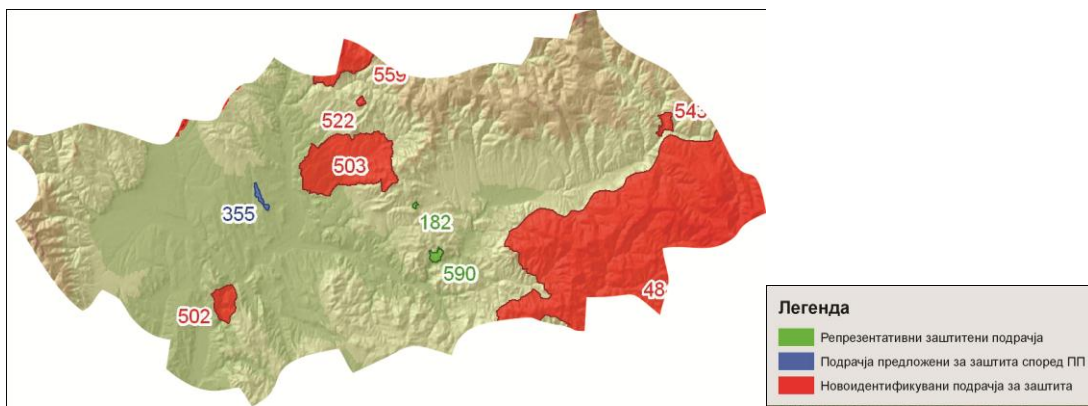 559
522
543
503
355
182
590
502
48
Легенда
Репрезентативни заштитени подрачја
Подрачја предложени за заштита според ПП
Новоидентификувани подрачја за заштита